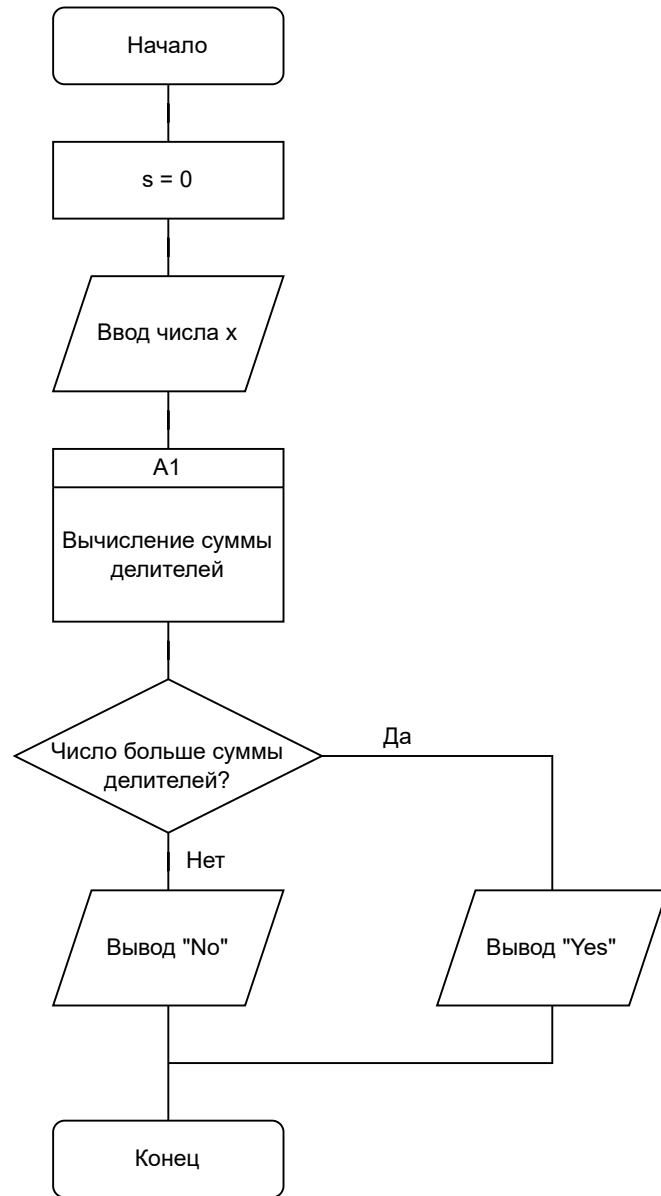 Начало
s = 0
Ввод числа x
A1
Вычисление суммы
делителей
Число больше суммы
делителей?
Да
Нет
Вывод "No"
Вывод "Yes"
Конец